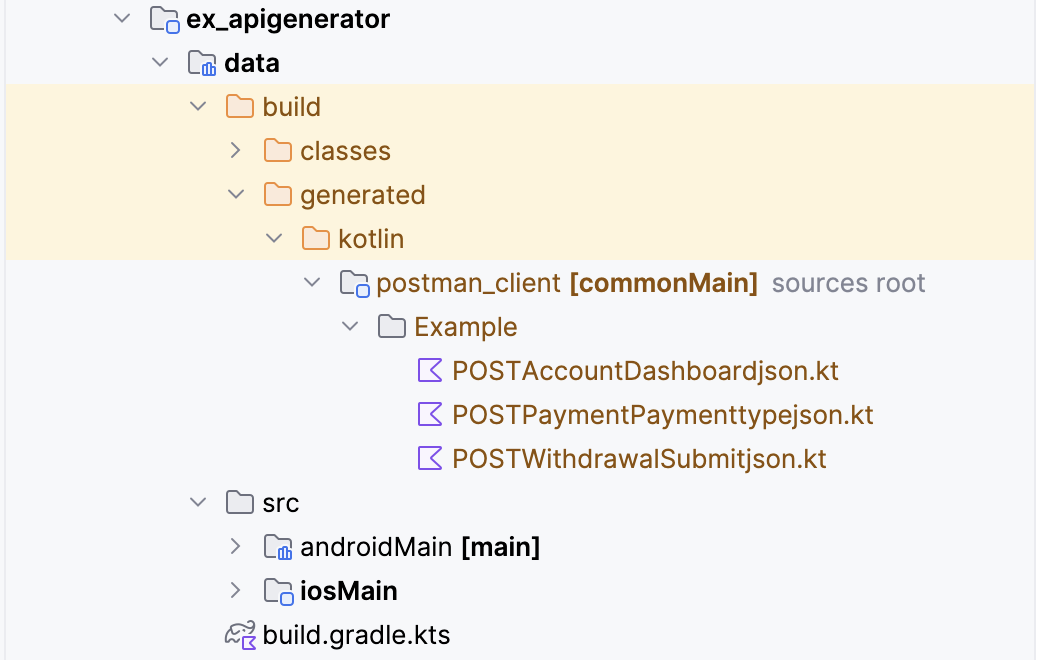 ex_apigenerator
data
build
classes
generated
kotlin
postman_client [commonMain] sources root
Example
POSTAccountDashboardjson.kt
POSTPaymentPaymenttypejson.kt
POSTWithdrawalSubmitjson.kt
src
androidMain [main]
iosMain
build.gradle.kts